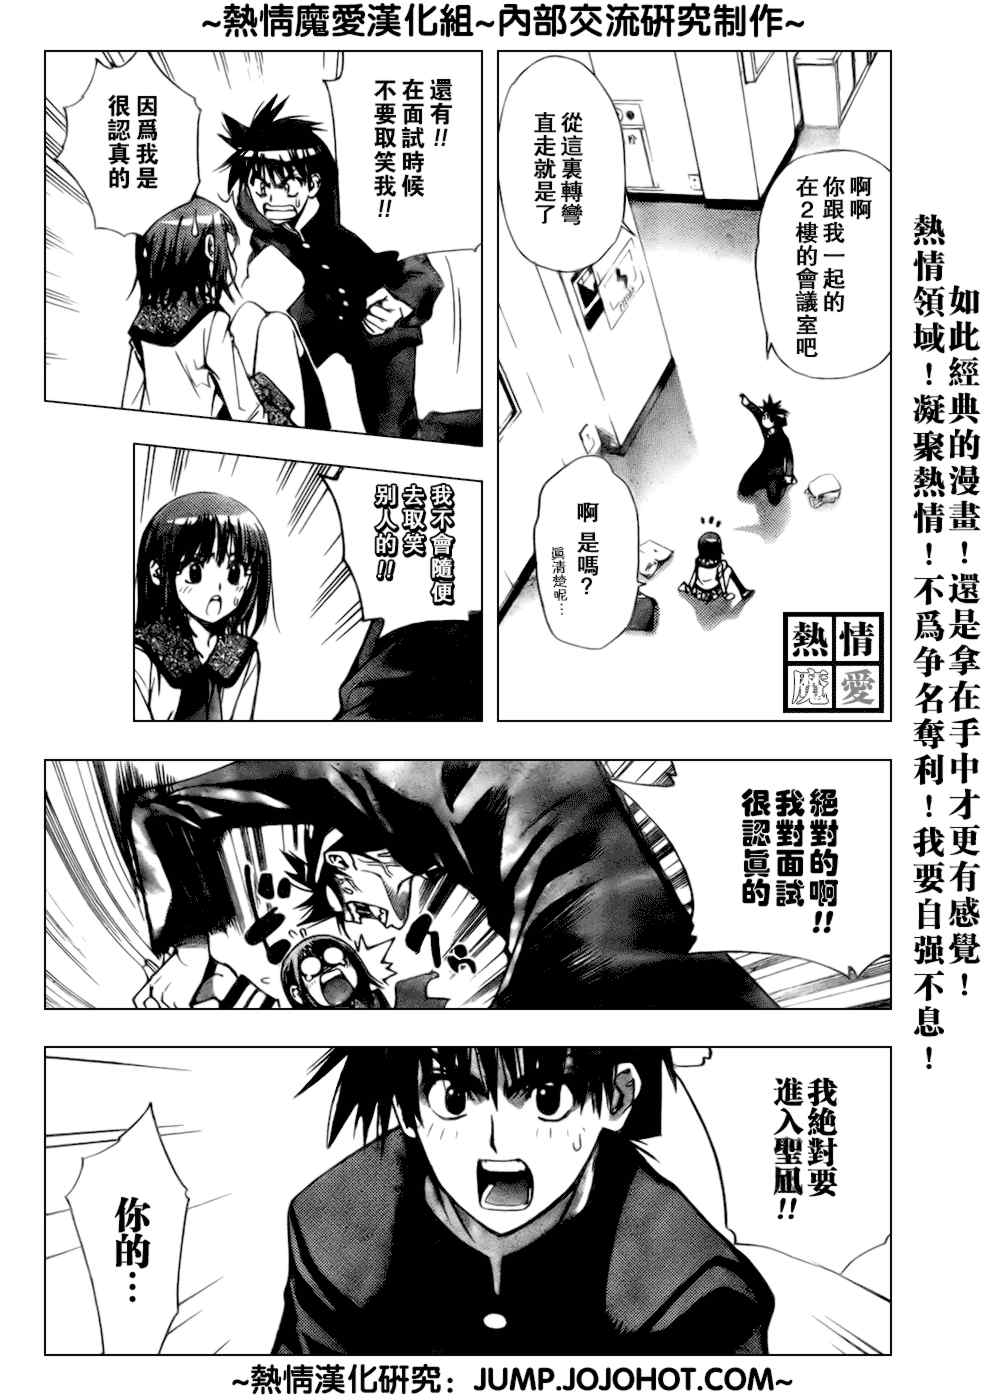 ~熱情魔愛漢化組~內部交流研究制作~
啊啊
你跟我一起的
在2樓的會議室吧
從這裏轉彎
直走就是了
啊 是嗎？
真清楚呢…
熱情
魔愛
還有!!
在面試時候
不要取笑我!!
因爲我是
很認真的
我不會隨便
去取笑
別人的!!
絕對的啊!!
我對面試
很認真的
我絕對要
進入聖凪!!
你的…
如此經典的漫畫！還是拿在手中才更有感覺！
熱情領域！凝聚熱情！不爲争名奪利！我要自强不息！
~熱情漢化研究：JUMP.JOJOHOT.COM~